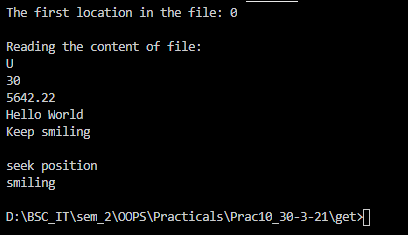 The first location in the file: 0
Reading the content of file:
U
30
5642.22
Hello World
Keep smiling
seek position
smiling
D:\BSC_IT\sem_2\OOPS\Practicals\Prac10_30-3-21\get>